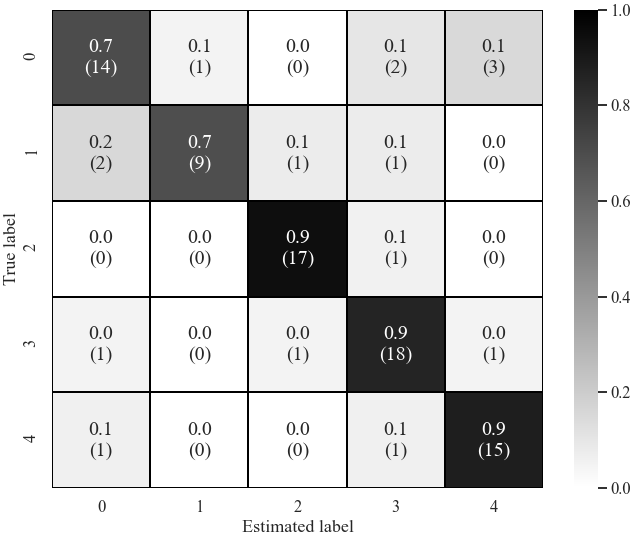 0.7 0.1 0.0 0.1 0.1 1.0
(14) (1) (0) (2) (3)
0
0.8
0.2 0.7 0.1 0.1 0.0
(2) (9) (1) (1) (0)
1
0.6
True label
0.0 0.0 0.9 0.1 0.0
(0) (0) (17) (1) (0)
2
0.4
0.0 0.0 0.0 0.9 0.0
(1) (0) (1) (18) (1)
3
0.2
0.1 0.0 0.0 0.1 0.9
(1) (0) (0) (1) (15)
4
0.0
0 1 2 3 4
Estimated label